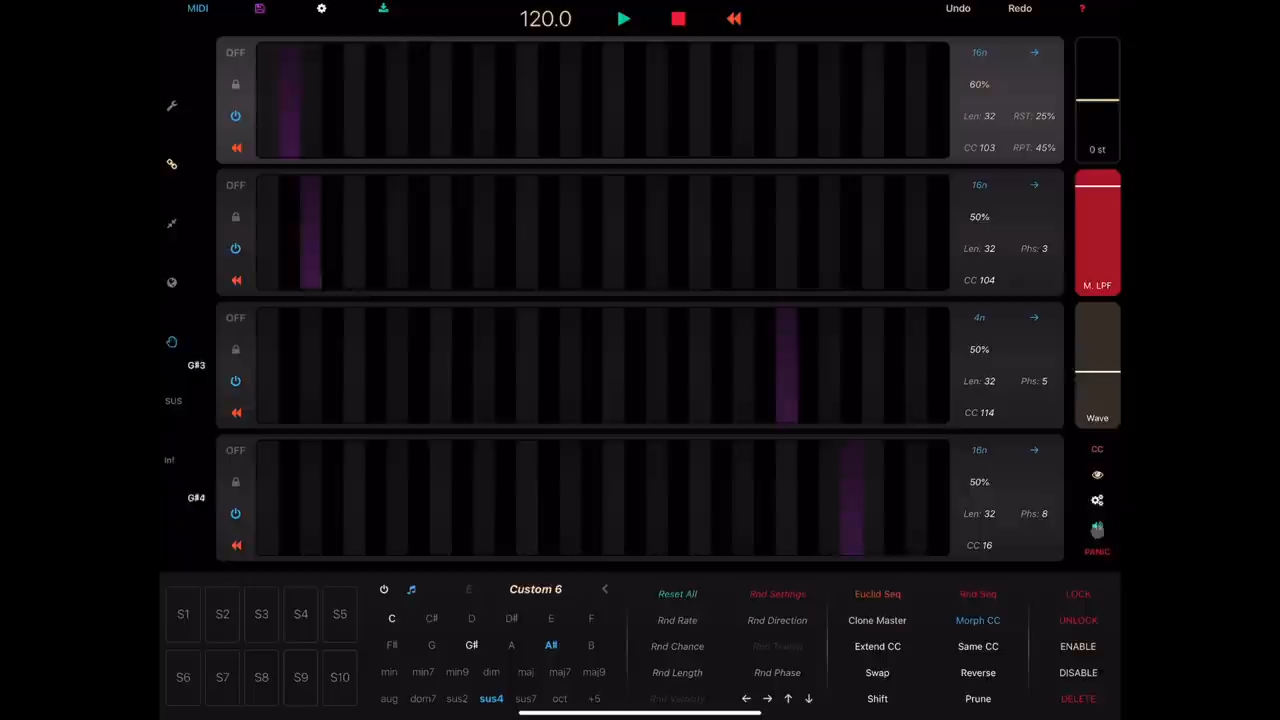 MIDI 120.0 Undo Redo ?
OFF 16n →
60%
Len: 32 RST: 25%
CC 103 RPT: 45%
0 st
OFF 16n →
50%
Len: 32 Phs: 3
CC 104
M. LPF
OFF 4n →
50%
G#3
Len: 32 Phs: 5
SUS
CC 114
Wave
OFF 16n →
CC
Inf
50%
G#4
Len: 32 Phs: 8
CC 16
PANIC
S1 S2 S3 S4 S5
S6 S7 S8 S9 S10
E Custom 6 <
C C# D D# E F
F# G G# A A# B
min min7 min9 dim maj maj7 maj9
aug dom7 sus2 sus4 sus7 oct +5
Reset All Rnd Settings Euclid Seq Rnd Seq LOCK
Rnd Rate Rnd Direction Clone Master Morph CC UNLOCK
Rnd Chance Extend CC Same CC ENABLE
Rnd Length Rnd Phase Swap Reverse DISABLE
Rnd Velocity ← → ↑ ↓ Shift Prune DELETE